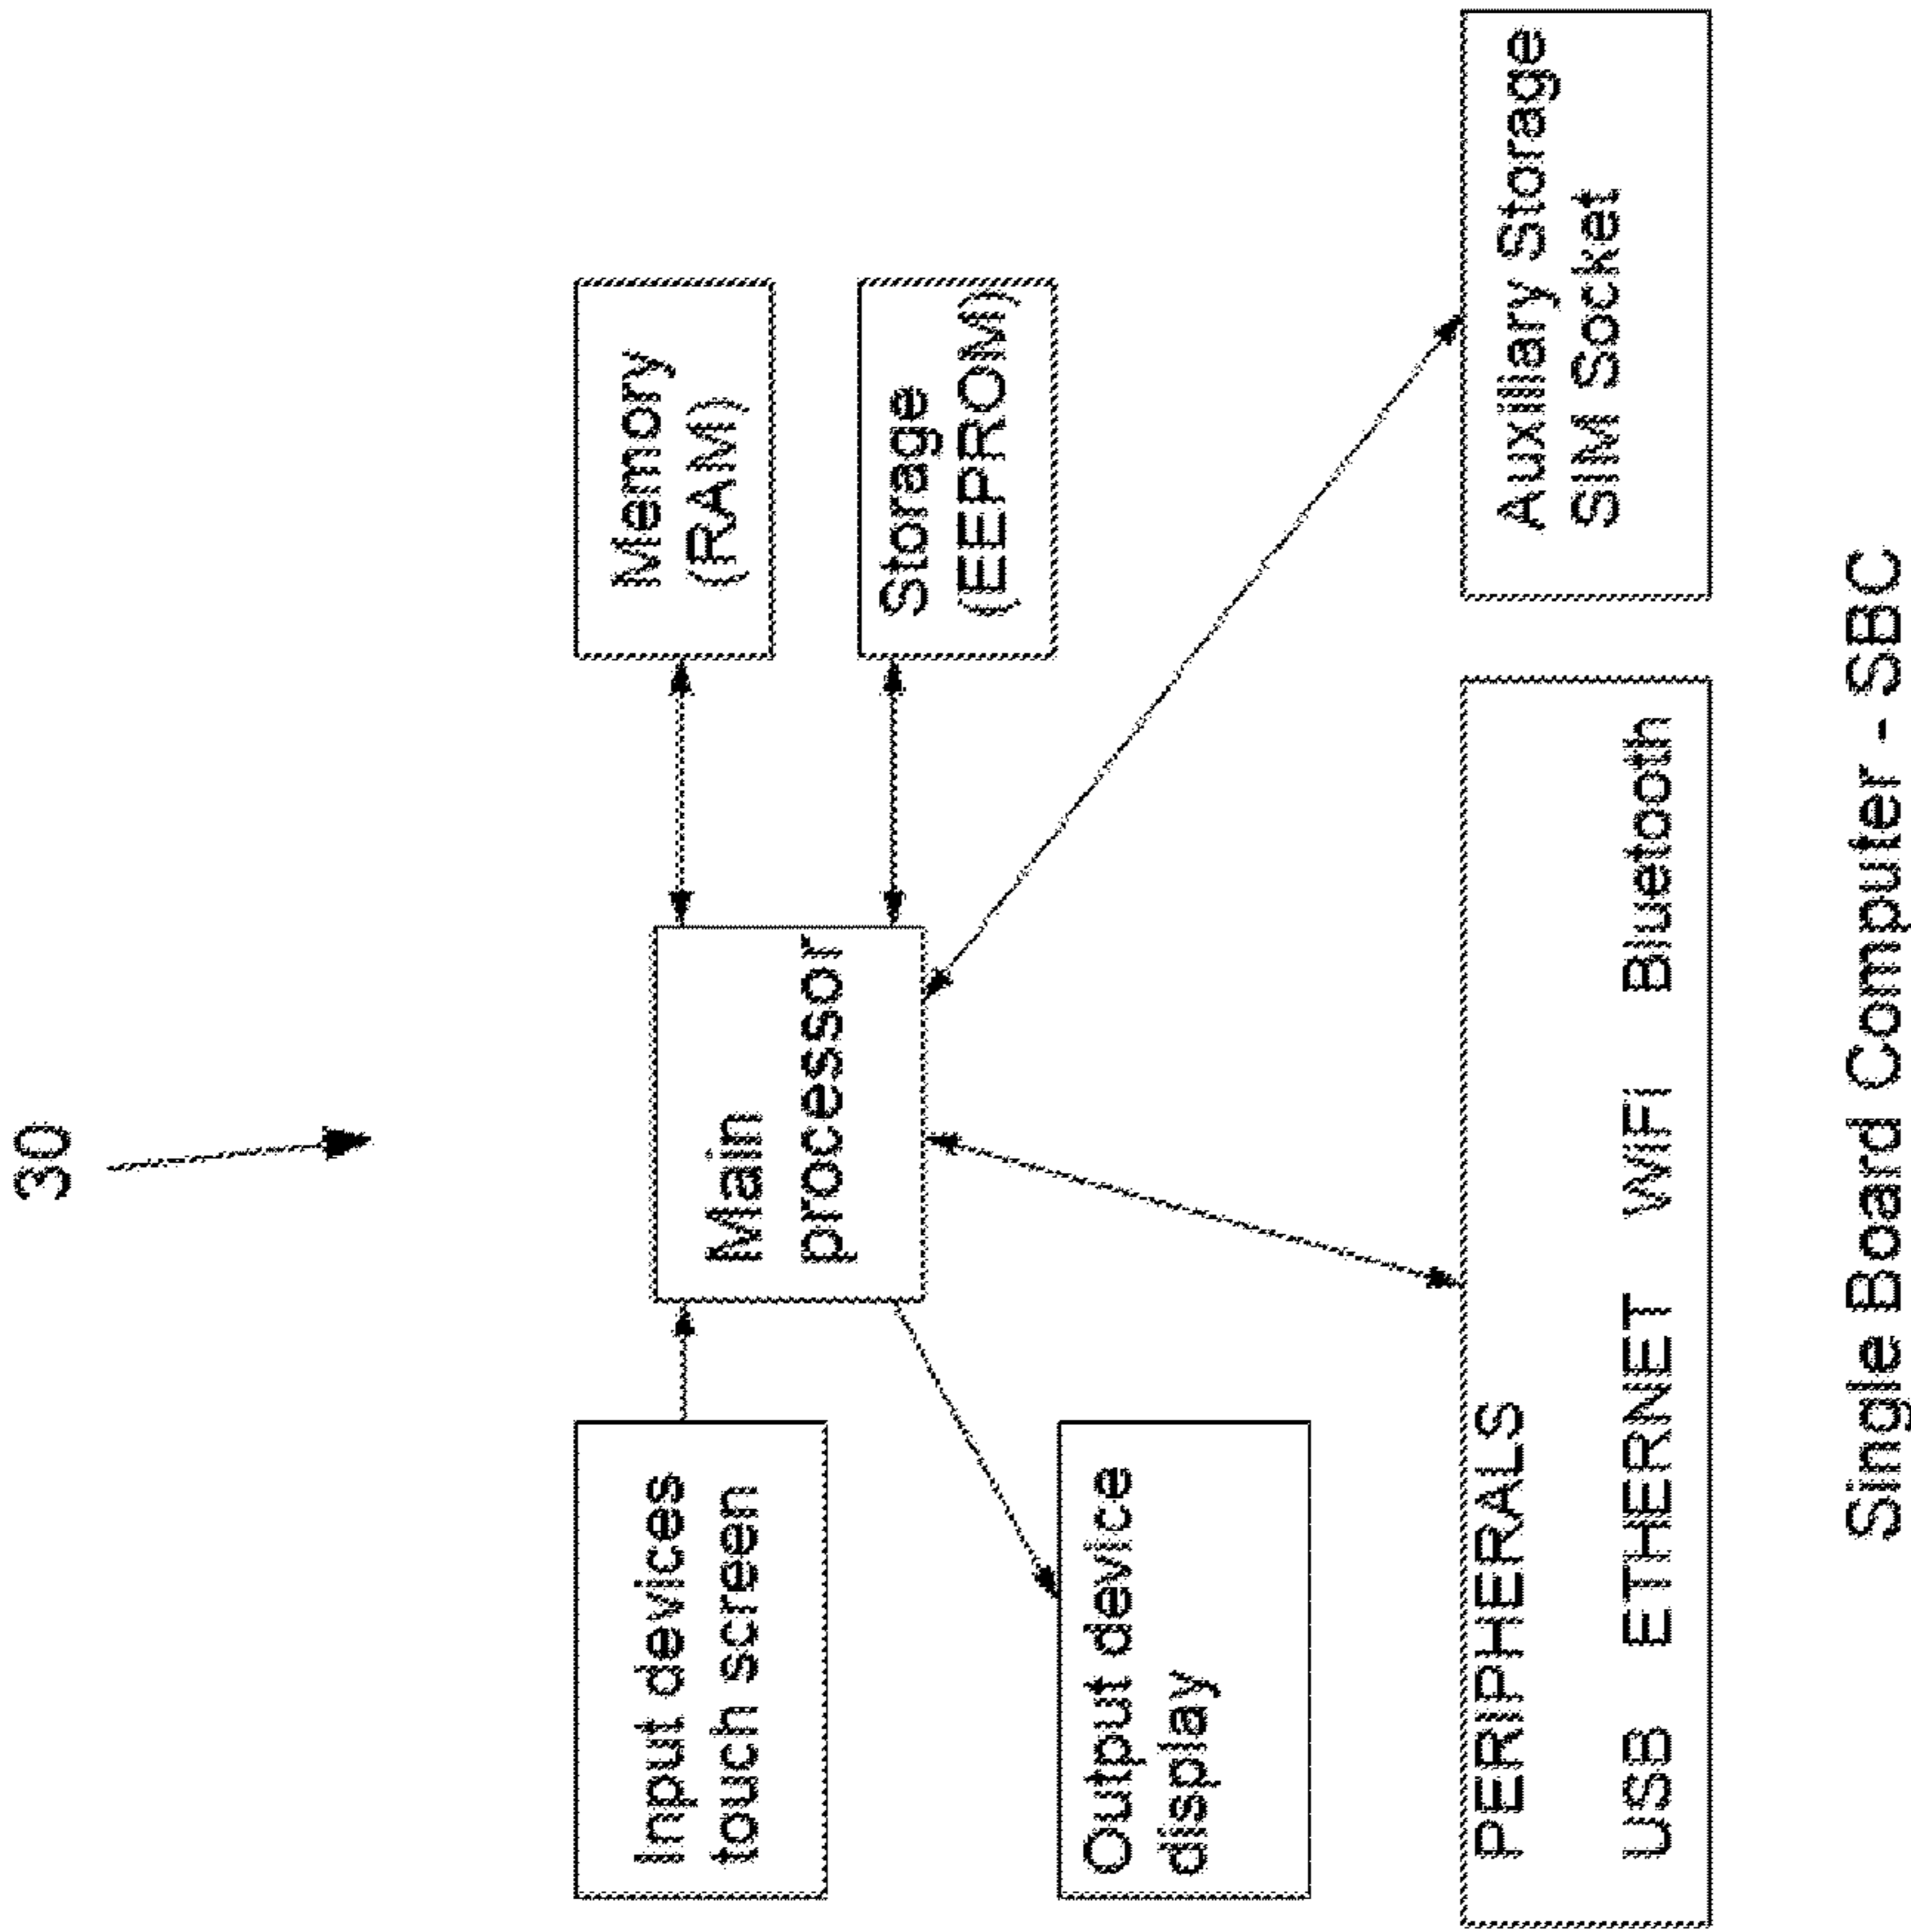 30
Input devices
touch screen
Main
processor
Memory
(RAM)
Storage
(EEPROM)
Output device
display
PERIPHERALS
USB ETHERNET WIFI Bluetooth
Auxiliary Storage
SIM Socket
Single Board Computer - SBC